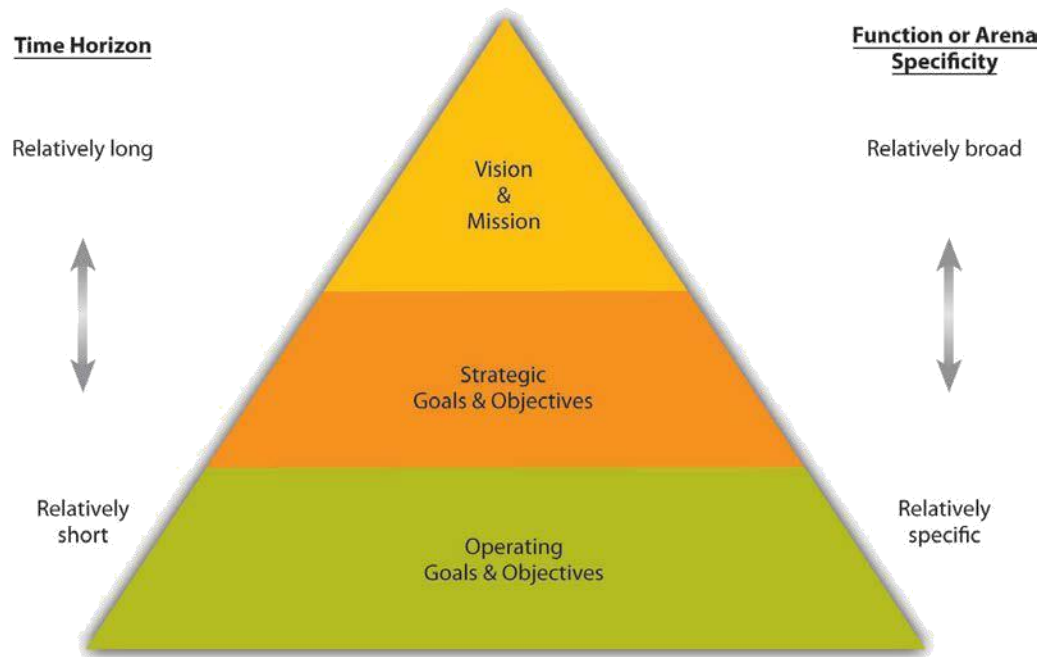 Time Horizon
Function or Arena
Specificity
Relatively long
Relatively broad
Vision
&
Mission
Strategic
Goals & Objectives
Relatively
short
Relatively
specific
Operating
Goals & Objectives